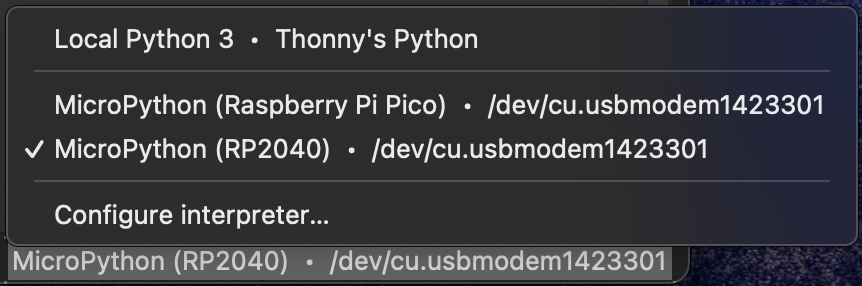 Local Python 3 • Thonny's Python
MicroPython (Raspberry Pi Pico) • /dev/cu.usbmodem1423301
✓ MicroPython (RP2040) • /dev/cu.usbmodem1423301
Configure interpreter...
MicroPython (RP2040) • /dev/cu.usbmodem1423301